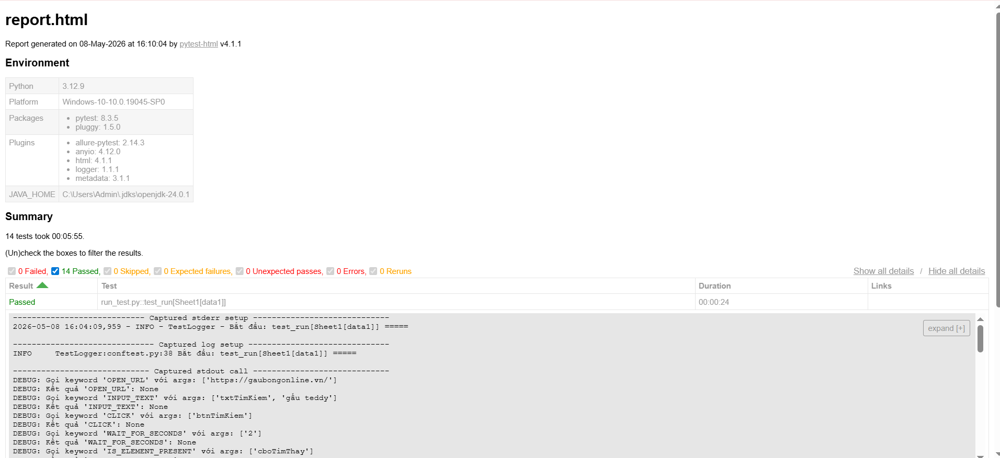 report.html
Report generated on 08-May-2026 at 16:10:04 by pytest-html v4.1.1
Environment
Python 3.12.9
Platform Windows-10-10.0.19045-SP0
Packages
pytest: 8.3.5
pluggy: 1.5.0
Plugins
allure-pytest: 2.14.3
anyio: 4.12.0
html: 4.1.1
logger: 1.1.1
metadata: 3.1.1
JAVA_HOME C:\Users\Admin\.jdks\openjdk-24.0.1
Summary
14 tests took 00:05:55.
(Un)check the boxes to filter the results.
0 Failed, 14 Passed, 0 Skipped, 0 Expected failures, 0 Unexpected passes, 0 Errors, 0 Reruns Show all details / Hide all details
Result Test Duration Links
Passed run_test.py::test_run[Sheet1[data1]] 00:00:24
---------------------------- Captured stderr setup -----------------------------
2026-05-08 16:04:09,959 - INFO - TestLogger - Bắt đầu: test_run[Sheet1[data1]] =====
expand [+]
------------------------------ Captured log setup ------------------------------
INFO     TestLogger:conftest.py:38 Bắt đầu: test_run[Sheet1[data1]] =====
----------------------------- Captured stdout call -----------------------------
DEBUG: Gọi keyword 'OPEN_URL' với args: ['https://gaubongonline.vn/']
DEBUG: Kết quả 'OPEN_URL': None
DEBUG: Gọi keyword 'INPUT_TEXT' với args: ['txtTimKiem', 'gấu teddy']
DEBUG: Kết quả 'INPUT_TEXT': None
DEBUG: Gọi keyword 'CLICK' với args: ['btnTimKiem']
DEBUG: Kết quả 'CLICK': None
DEBUG: Gọi keyword 'WAIT_FOR_SECONDS' với args: ['2']
DEBUG: Kết quả 'WAIT_FOR_SECONDS': None
DEBUG: Gọi keyword 'IS_ELEMENT_PRESENT' với args: ['cboTimThay']